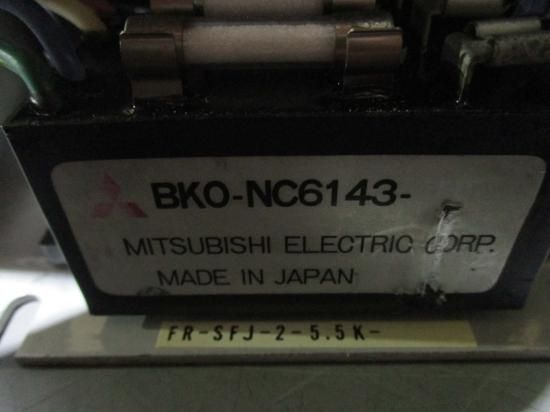 BKO-NC6143-
MITSUBISHI ELECTRIC CORP.
MADE IN JAPAN
FR-SFJ-2-5.5K-